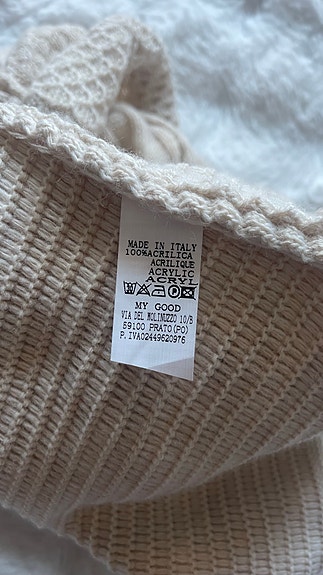 MADE IN ITALY
100%ACRILICA
ACRILIQUE
ACRYLIC
ACRYL
MY GOOD
VIA DEL MOLINUZZO 10/B
59100 PRATO(PO)
P.IVA02449620976